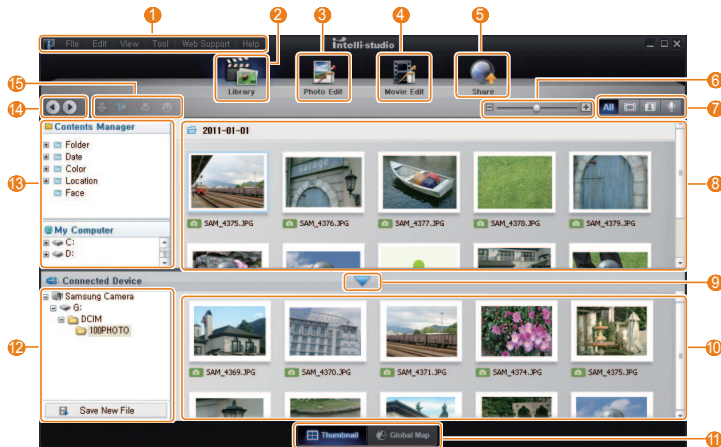 1
2
3
4
5
File Edit View Tool Web Support Help
intelli-studio
Library
Photo Edit
Movie Edit
Share
6
15
14
All
7
Contents Manager
Folder
Date
Color
Location
Face
13
My Computer
C:
D:
2011-01-01
Garage
SAM_4375.JPG
SAM_4376.JPG
SAM_4377.JPG
SAM_4378.JPG
SAM_4379.JPG
8
Connected Device
9
Samsung Camera
G:
DCIM
100PHOTO
12
Save New File
SAM_4369.JPG
SAM_4370.JPG
SAM_4371.JPG
SAM_4374.JPG
SAM_4375.JPG
10
Thumbnail
Global Map
11